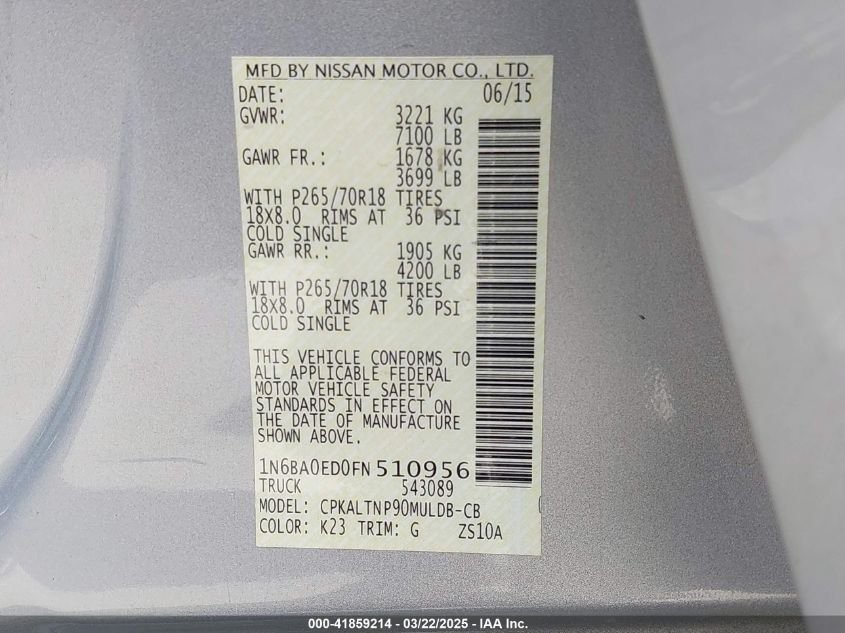 MFD BY NISSAN MOTOR CO., LTD.
DATE: 06/15
GVWR: 3221 KG
7100 LB
GAWR FR.: 1678 KG
3699 LB
WITH P265/70R18 TIRES
18X8.0 RIMS AT 36 PSI
COLD SINGLE
GAWR RR.: 1905 KG
4200 LB
WITH P265/70R18 TIRES
18X8.0 RIMS AT 36 PSI
COLD SINGLE
THIS VEHICLE CONFORMS TO
ALL APPLICABLE FEDERAL
MOTOR VEHICLE SAFETY
STANDARDS IN EFFECT ON
THE DATE OF MANUFACTURE
SHOWN ABOVE.
1N6BA0ED0FN510956
TRUCK 543089
MODEL: CPKALTNP90MULDB-CB
COLOR: K23 TRIM: G ZS10A
000-41859214 - 03/22/2025 - IAA Inc.